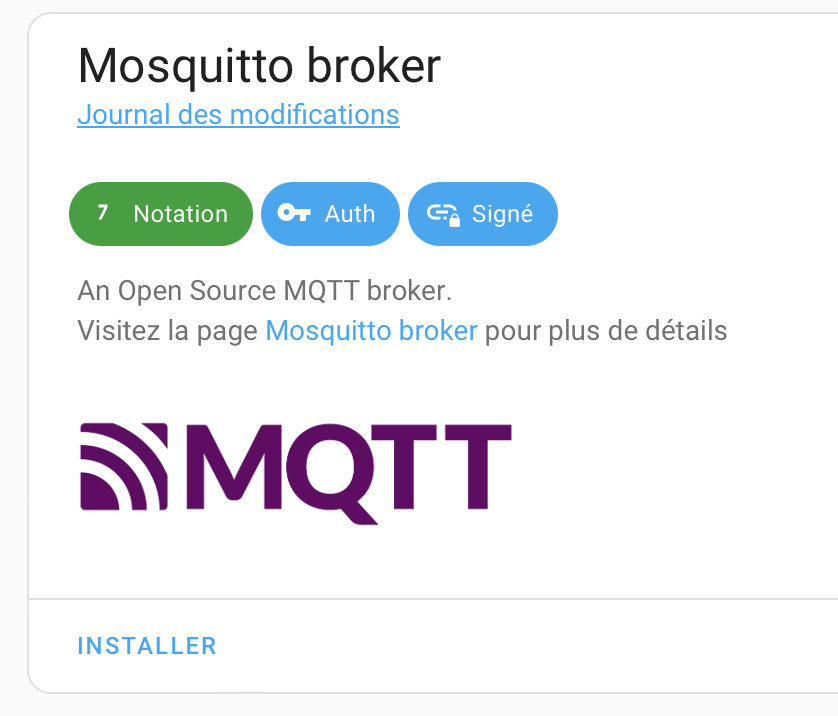 Mosquitto broker
Journal des modifications
7 Notation Auth Signé
An Open Source MQTT broker.
Visitez la page Mosquitto broker pour plus de détails
MQTT
INSTALLER